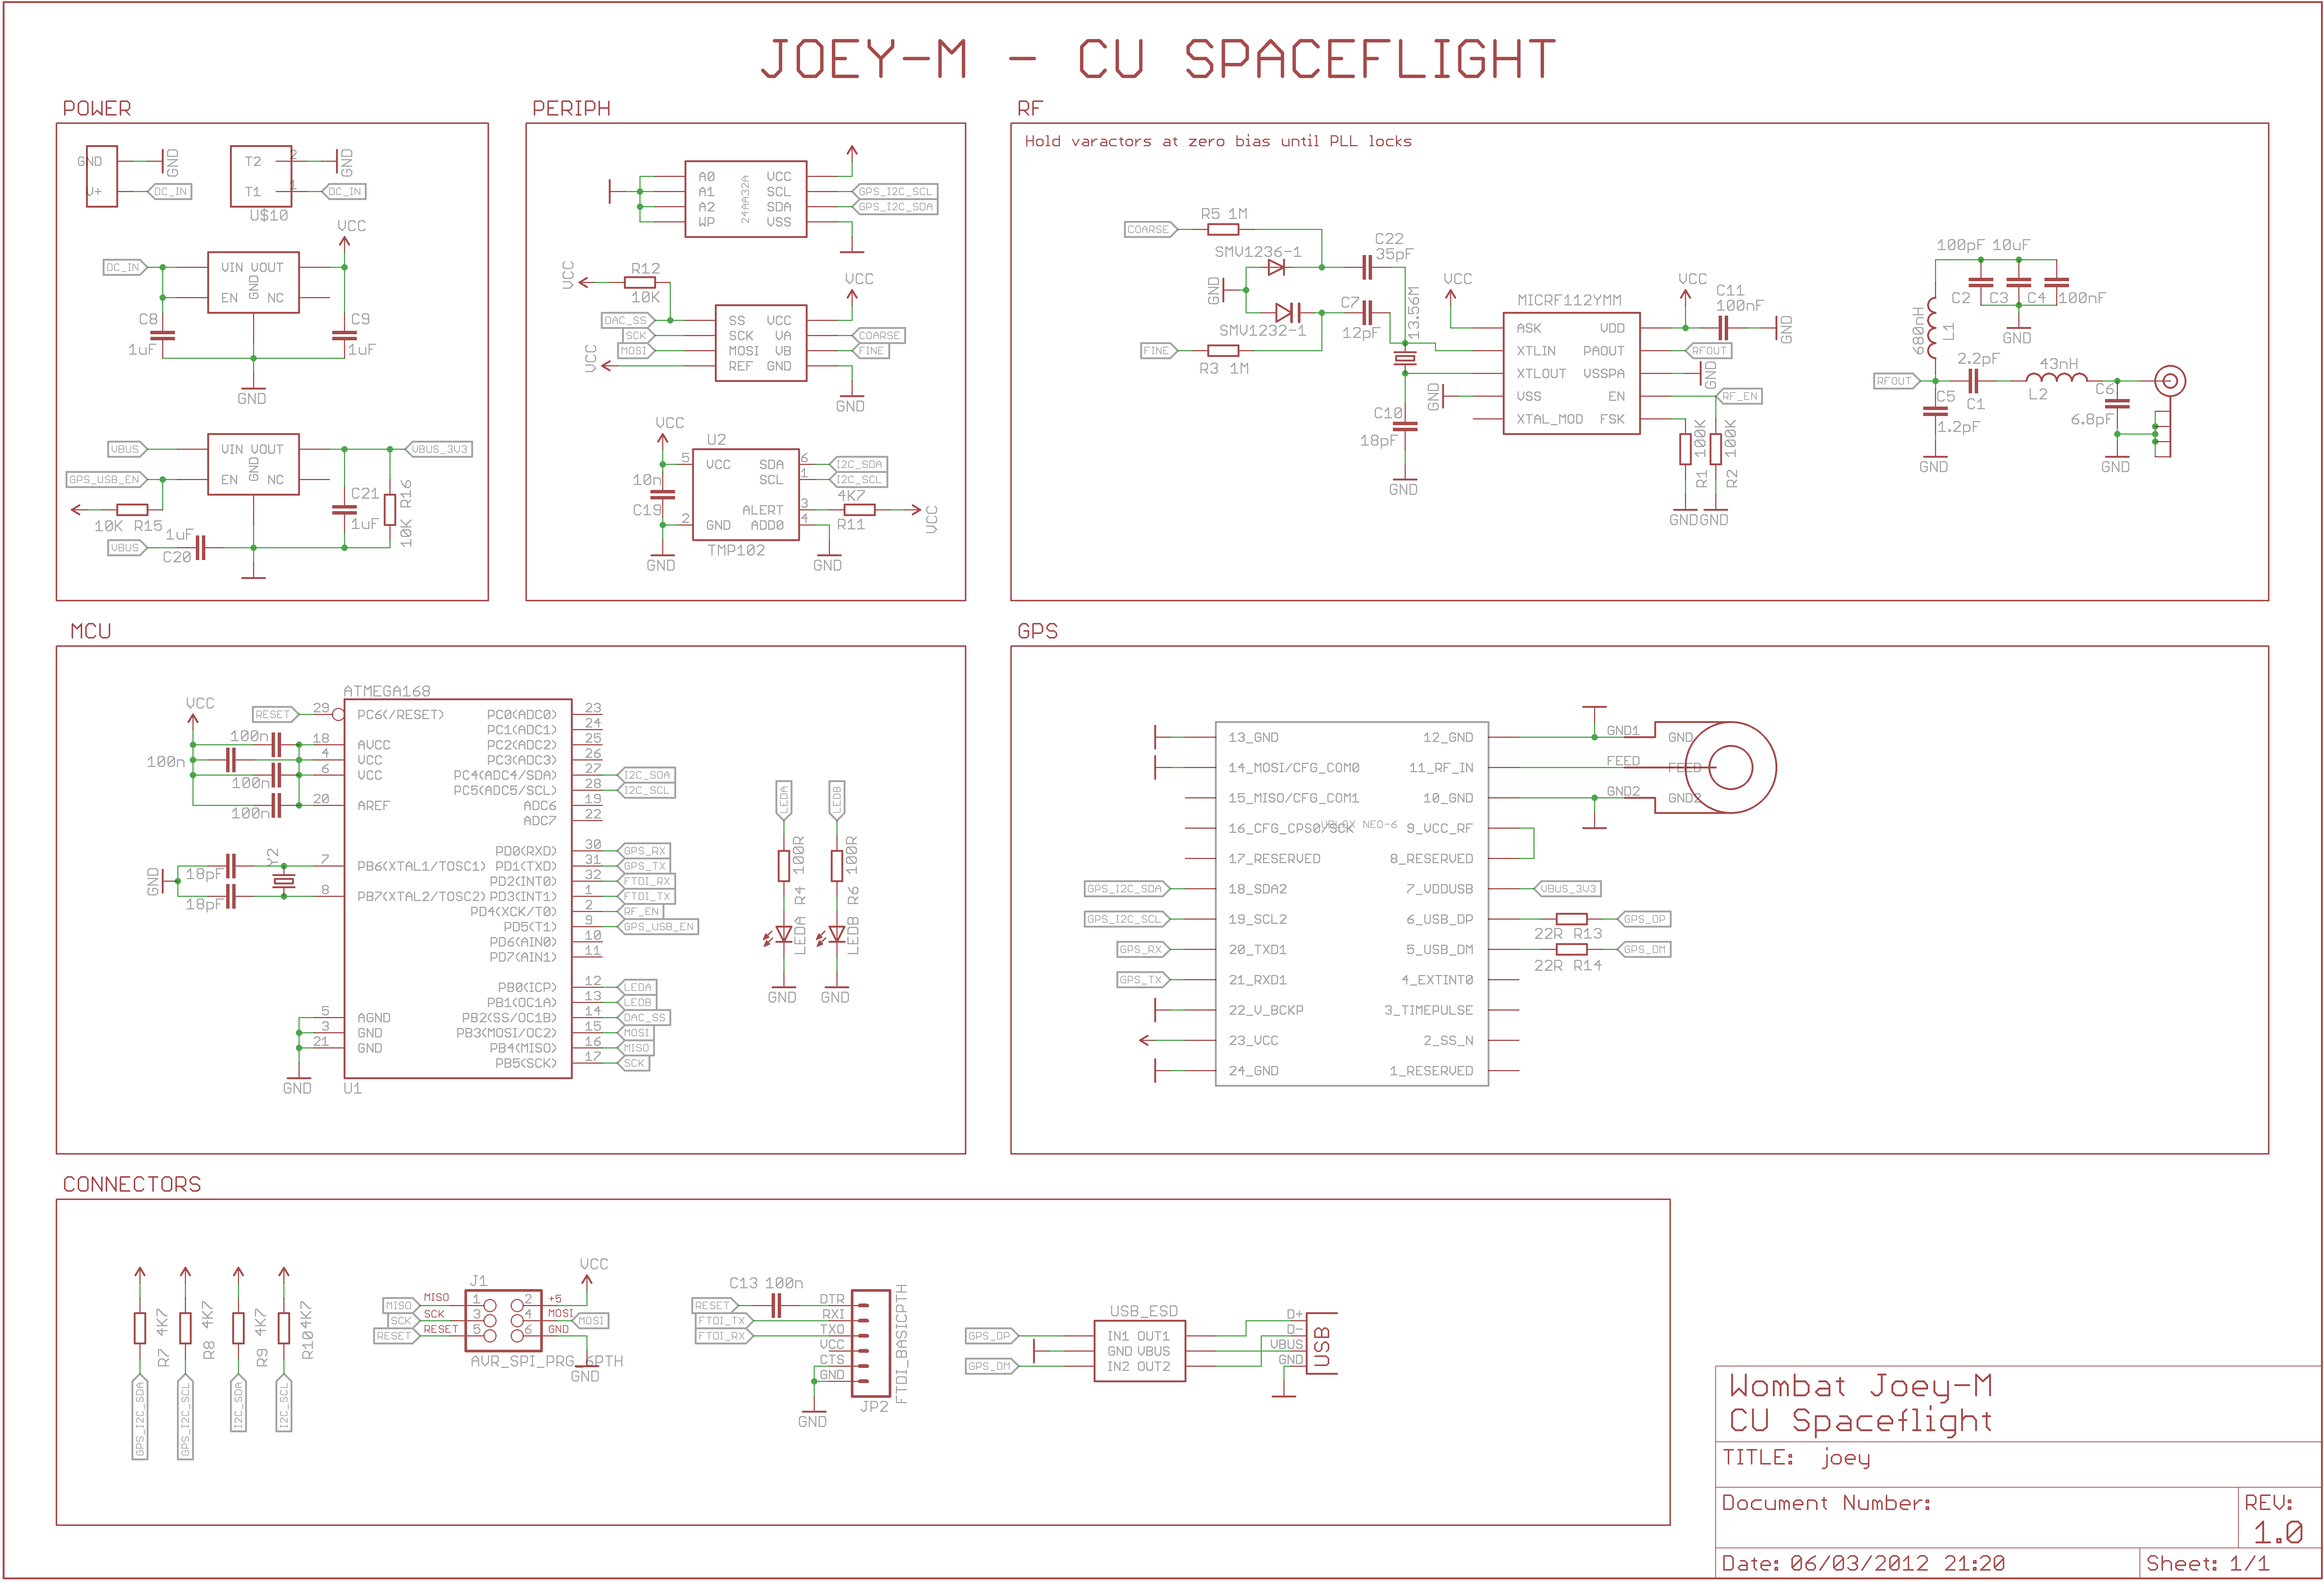 JOEY-M - CU SPACEFLIGHT
POWER
GND
V+
GND
DC_IN
T2
T1
2
1
GND
DC_IN
U$10
VCC
DC_IN
VIN VOUT
EN
GND
NC
C8
1uF
C9
1uF
GND
VBUS
GPS_USB_EN
VIN VOUT
EN
GND
NC
VBUS_3V3
10K R15
VBUS
1uF
C20
C21
1uF
10K R16
PERIPH
A0
A1
A2
WP
24AA32A
VCC
SCL
SDA
VSS
GPS_I2C_SCL
GPS_I2C_SDA
VCC
R12
10K
VCC
DAC_SS
SCK
MOSI
VCC
SS
SCK
MOSI
REF
VCC
VA
VB
GND
COARSE
FINE
GND
VCC
U2
5
VCC
SDA
6
I2C_SDA
SCL
1
I2C_SCL
10n
C19
4K7
ALERT
3
R11
VCC
2
GND
ADD0
4
TMP102
GND
GND
RF
Hold varactors at zero bias until PLL locks
COARSE
R5 1M
SMV1236-1
C22
35pF
GND
C7
12pF
SMV1232-1
FINE
R3 1M
13.56M
VCC
MICRF112YMM
ASK
XTLIN
XTLOUT
VSS
XTAL_MOD
VDD
PAOUT
VSSPA
EN
FSK
GND
C10
18pF
GND
VCC
C11
100nF
GND
RFOUT
GND
RF_EN
R1 100K
R2 100K
GND
GND
100pF 10uF
C2
C3
C4
100nF
GND
680nH
L1
2.2pF
C1
43nH
L2
RFOUT
C5
1.2pF
GND
C6
6.8pF
GND
MCU
VCC
RESET
29
ATMEGA168
PC6(/RESET)
100n
100n
100n
100n
18
4
6
20
AVCC
VCC
VCC
AREF
GND
18pF
18pF
Y2
7
8
PB6(XTAL1/TOSC1)
PB7(XTAL2/TOSC2)
5
3
21
AGND
GND
GND
GND
U1
PC0(ADC0)
23
PC1(ADC1)
24
PC2(ADC2)
25
PC3(ADC3)
26
PC4(ADC4/SDA)
27
I2C_SDA
PC5(ADC5/SCL)
28
I2C_SCL
ADC6
19
ADC7
22
PD0(RXD)
30
GPS_RX
PD1(TXD)
31
GPS_TX
PD2(INT0)
32
FTDI_RX
PD3(INT1)
1
FTDI_TX
PD4(XCK/T0)
2
RF_EN
PD5(T1)
9
GPS_USB_EN
PD6(AIN0)
10
PD7(AIN1)
11
PB0(ICP)
12
LEDA
PB1(OC1A)
13
LEDB
PB2(SS/OC1B)
14
DAC_SS
PB3(MOSI/OC2)
15
MOSI
PB4(MISO)
16
MISO
PB5(SCK)
17
SCK
LEDA
LEDB
R4 100R
R6 100R
LEDA
LEDB
GND
GND
GPS
13_GND
14_MOSI/CFG_COM0
15_MISO/CFG_COM1
16_CFG_CPS0/SCK
17_RESERVED
18_SDA2
19_SCL2
20_TXD1
21_RXD1
22_V_BCKP
23_VCC
24_GND
UBLOX NEO-6
12_GND
11_RF_IN
10_GND
9_VCC_RF
8_RESERVED
7_VDDUSB
6_USB_DP
5_USB_DM
4_EXTINT0
3_TIMEPULSE
2_SS_N
1_RESERVED
GPS_I2C_SDA
GPS_I2C_SCL
GPS_RX
GPS_TX
GND1
GND
FEED
FEED
GND2
GND2
VBUS_3V3
22R R13
GPS_DP
22R R14
GPS_DM
CONNECTORS
R7 4K7
R8 4K7
R9 4K7
R10 4K7
GPS_I2C_SDA
GPS_I2C_SCL
I2C_SDA
I2C_SCL
J1
VCC
MISO
MISO
1
2
+5
SCK
SCK
3
4
MOSI
MOSI
RESET
RESET
5
6
GND
AVR_SPI_PRG_6PTH
GND
C13 100n
RESET
DTR
FTDI_TX
RXI
FTDI_RX
TXO
VCC
CTS
GND
FTDI_BASICPTH
JP2
GND
USB_ESD
GPS_DP
GPS_DM
IN1 OUT1
GND VBUS
IN2 OUT2
D+
D-
VBUS
GND
USB
Wombat Joey-M
CU Spaceflight
TITLE: joey
Document Number:
REV:
1.0
Date: 06/03/2012 21:20
Sheet: 1/1